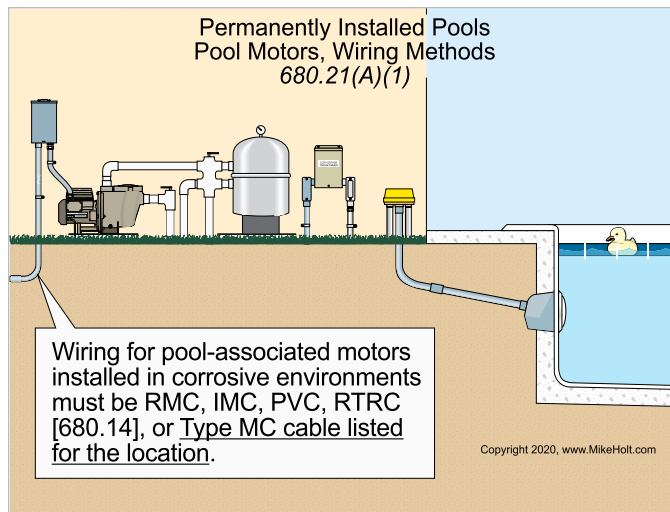 Permanently Installed Pools
Pool Motors, Wiring Methods
680.21(A)(1)
Wiring for pool-associated motors
installed in corrosive environments
must be RMC, IMC, PVC, RTRC
[680.14], or Type MC cable listed
for the location.
Copyright 2020, www.MikeHolt.com